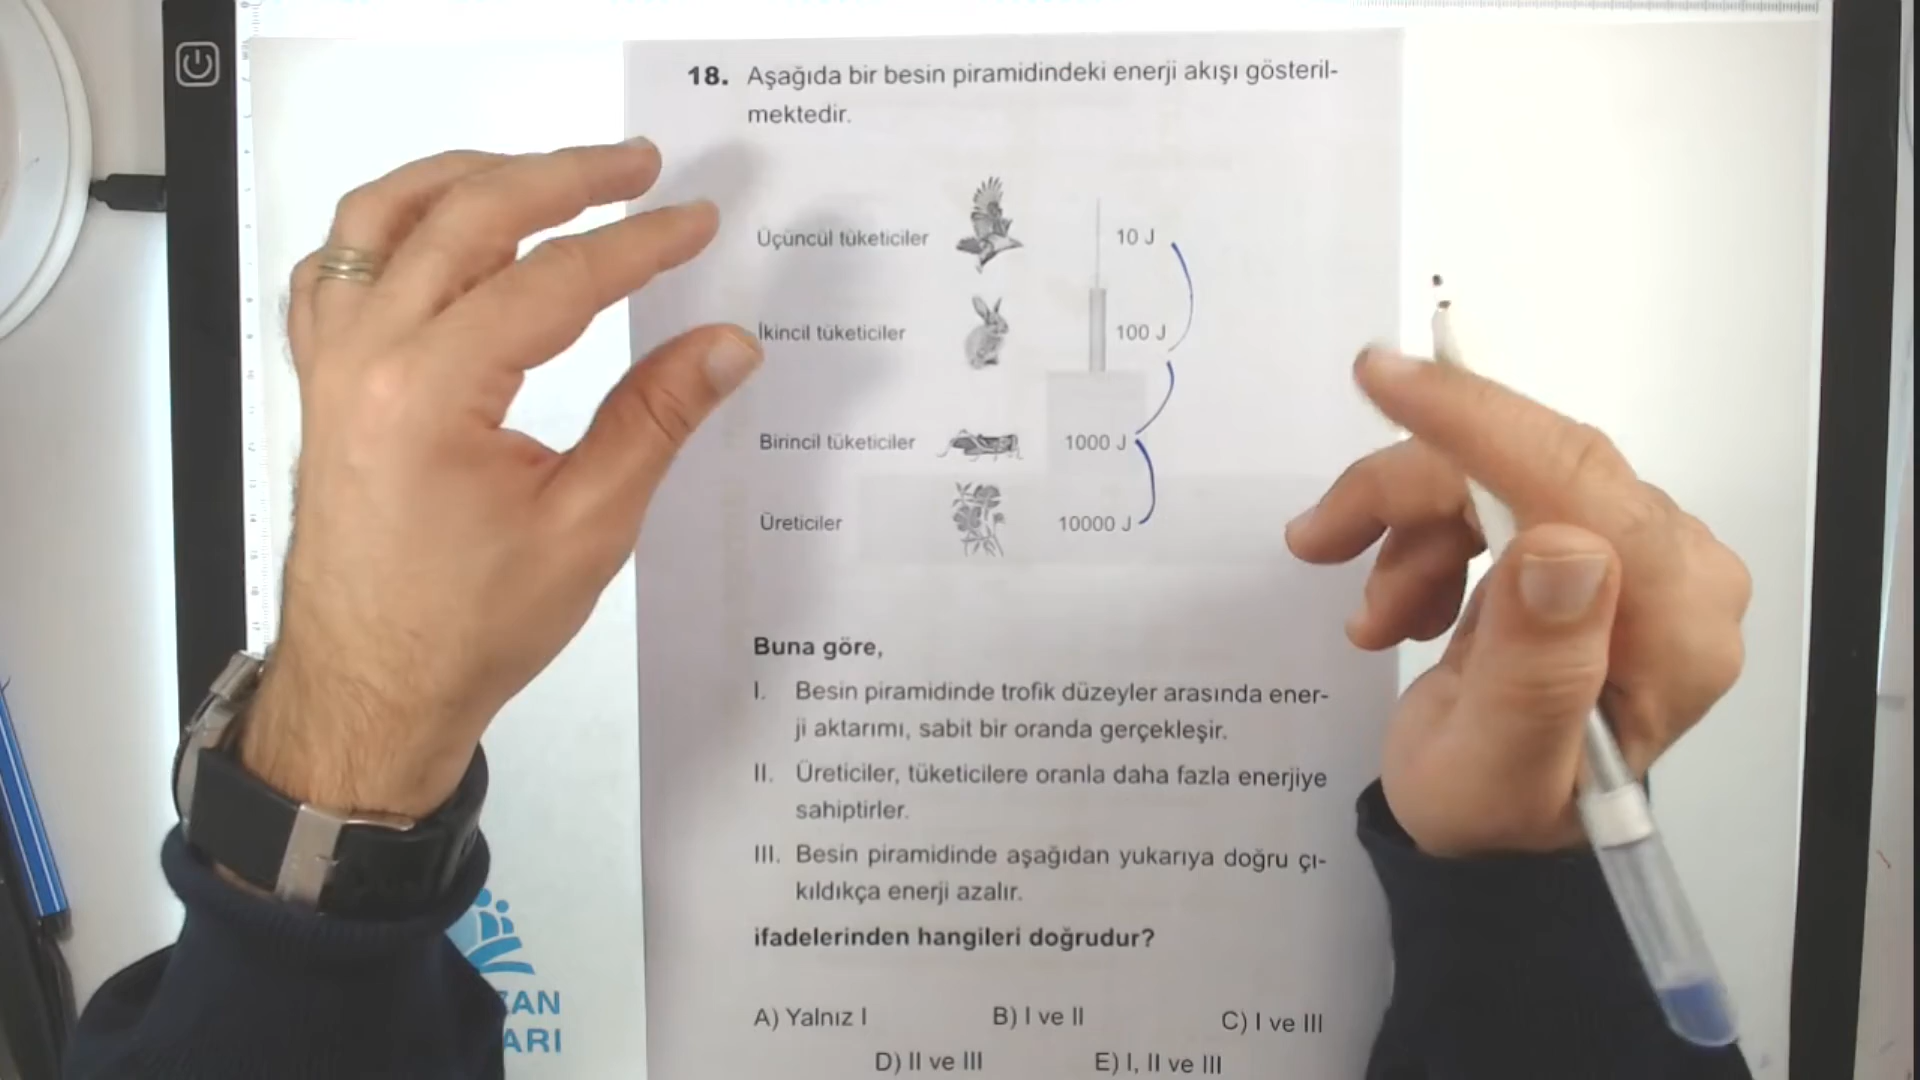 18. Aşağıda bir besin piramidindeki enerji akışı gösteril-
mektedir.
Üçüncül tüketiciler 10 J
İkincil tüketiciler 100 J
Birincil tüketiciler 1000 J
Üreticiler 10000 J
Buna göre,
I. Besin piramidinde trofik düzeyler arasında ener-
ji aktarımı, sabit bir oranda gerçekleşir.
II. Üreticiler, tüketicilere oranla daha fazla enerjiye
sahiptirler.
III. Besin piramidinde aşağıdan yukarıya doğru çı-
kıldıkça enerji azalır.
ifadelerinden hangileri doğrudur?
A) Yalnız I B) I ve II C) I ve III
D) II ve III E) I, II ve III